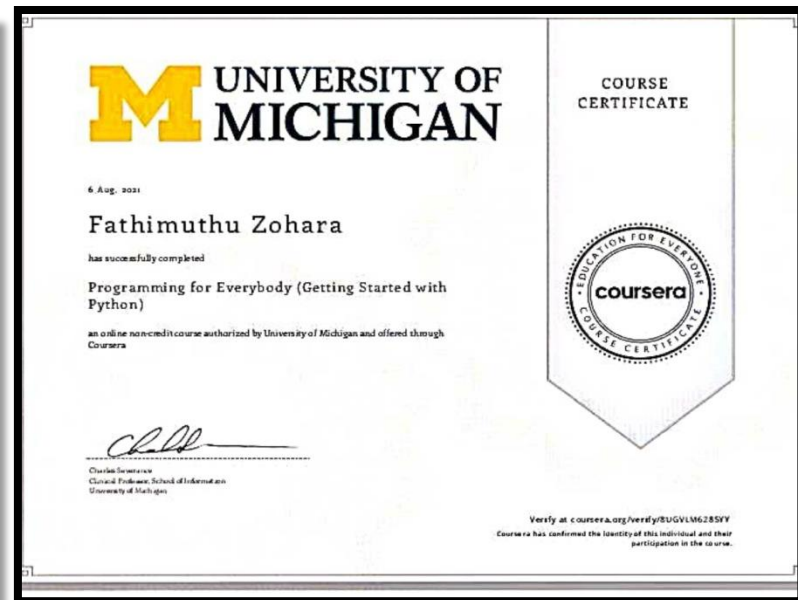 UNIVERSITY OF
MICHIGAN
COURSE
CERTIFICATE
6 Aug, 2021
Fathimuthu Zohara
has successfully completed
Programming for Everybody (Getting Started with
Python)
an online non-credit course authorized by University of Michigan and offered through
Coursera
EDUCATION FOR EVERYONE
coursera
COURSE CERTIFICATE
Charles Severance
Clinical Professor, School of Information
University of Michigan
Verify at coursera.org/verify/8UGVLM6285YY
Coursera has confirmed the identity of this individual and their
participation in the course.